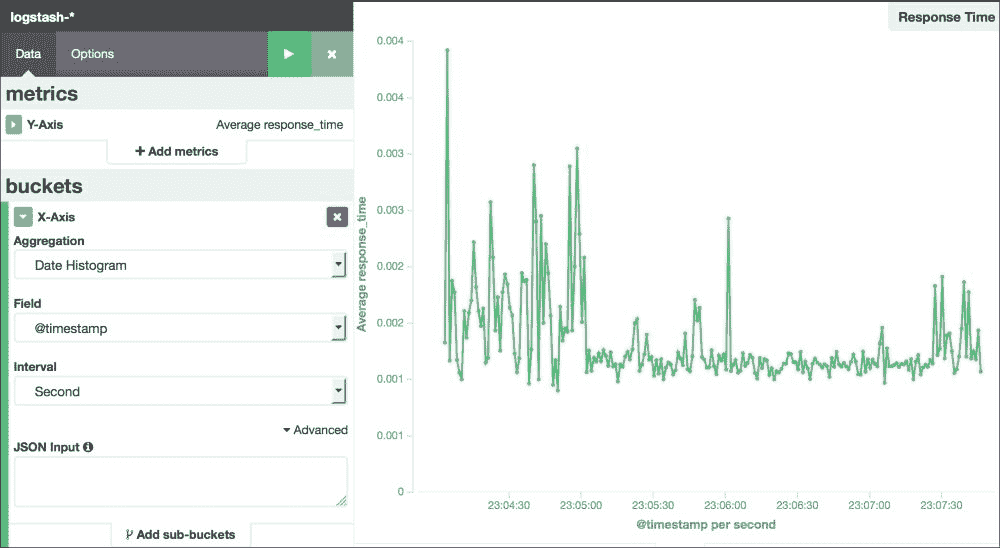 logstash-*
Data
Options
metrics
Y-Axis
Average response_time
Add metrics
buckets
X-Axis
Aggregation
Date Histogram
Field
@timestamp
Interval
Second
Advanced
JSON Input
Add sub-buckets
Response Time
Average response_time
0.004
0.004
0.003
0.003
0.002
0.002
0.001
0.001
0
23:04:30
23:05:00
23:05:30
23:06:00
23:06:30
23:07:00
23:07:30
@timestamp per second